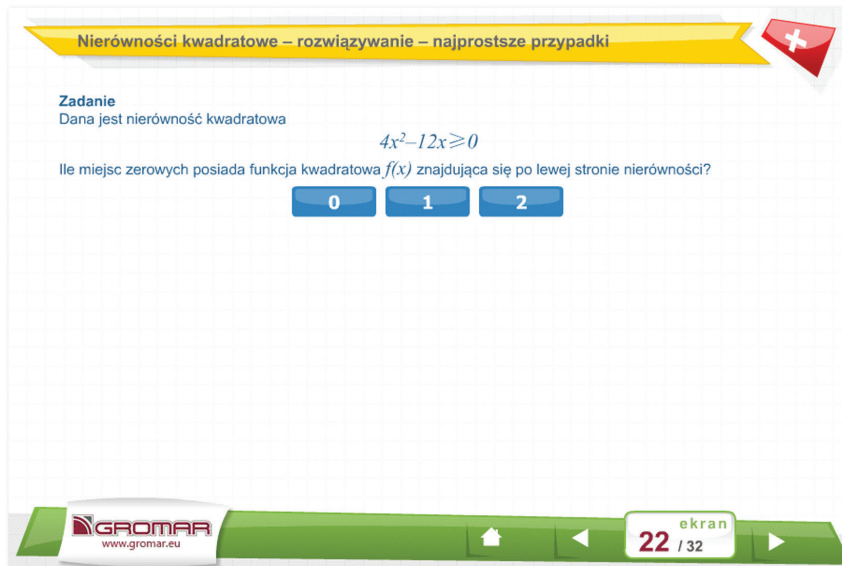 Nierówności kwadratowe – rozwiązywanie – najprostsze przypadki
Zadanie
Dana jest nierówność kwadratowa
4x²–12x⩾0
Ile miejsc zerowych posiada funkcja kwadratowa f(x) znajdująca się po lewej stronie nierówności?
0 1 2
GROMAR
www.gromar.eu
ekran
22 / 32